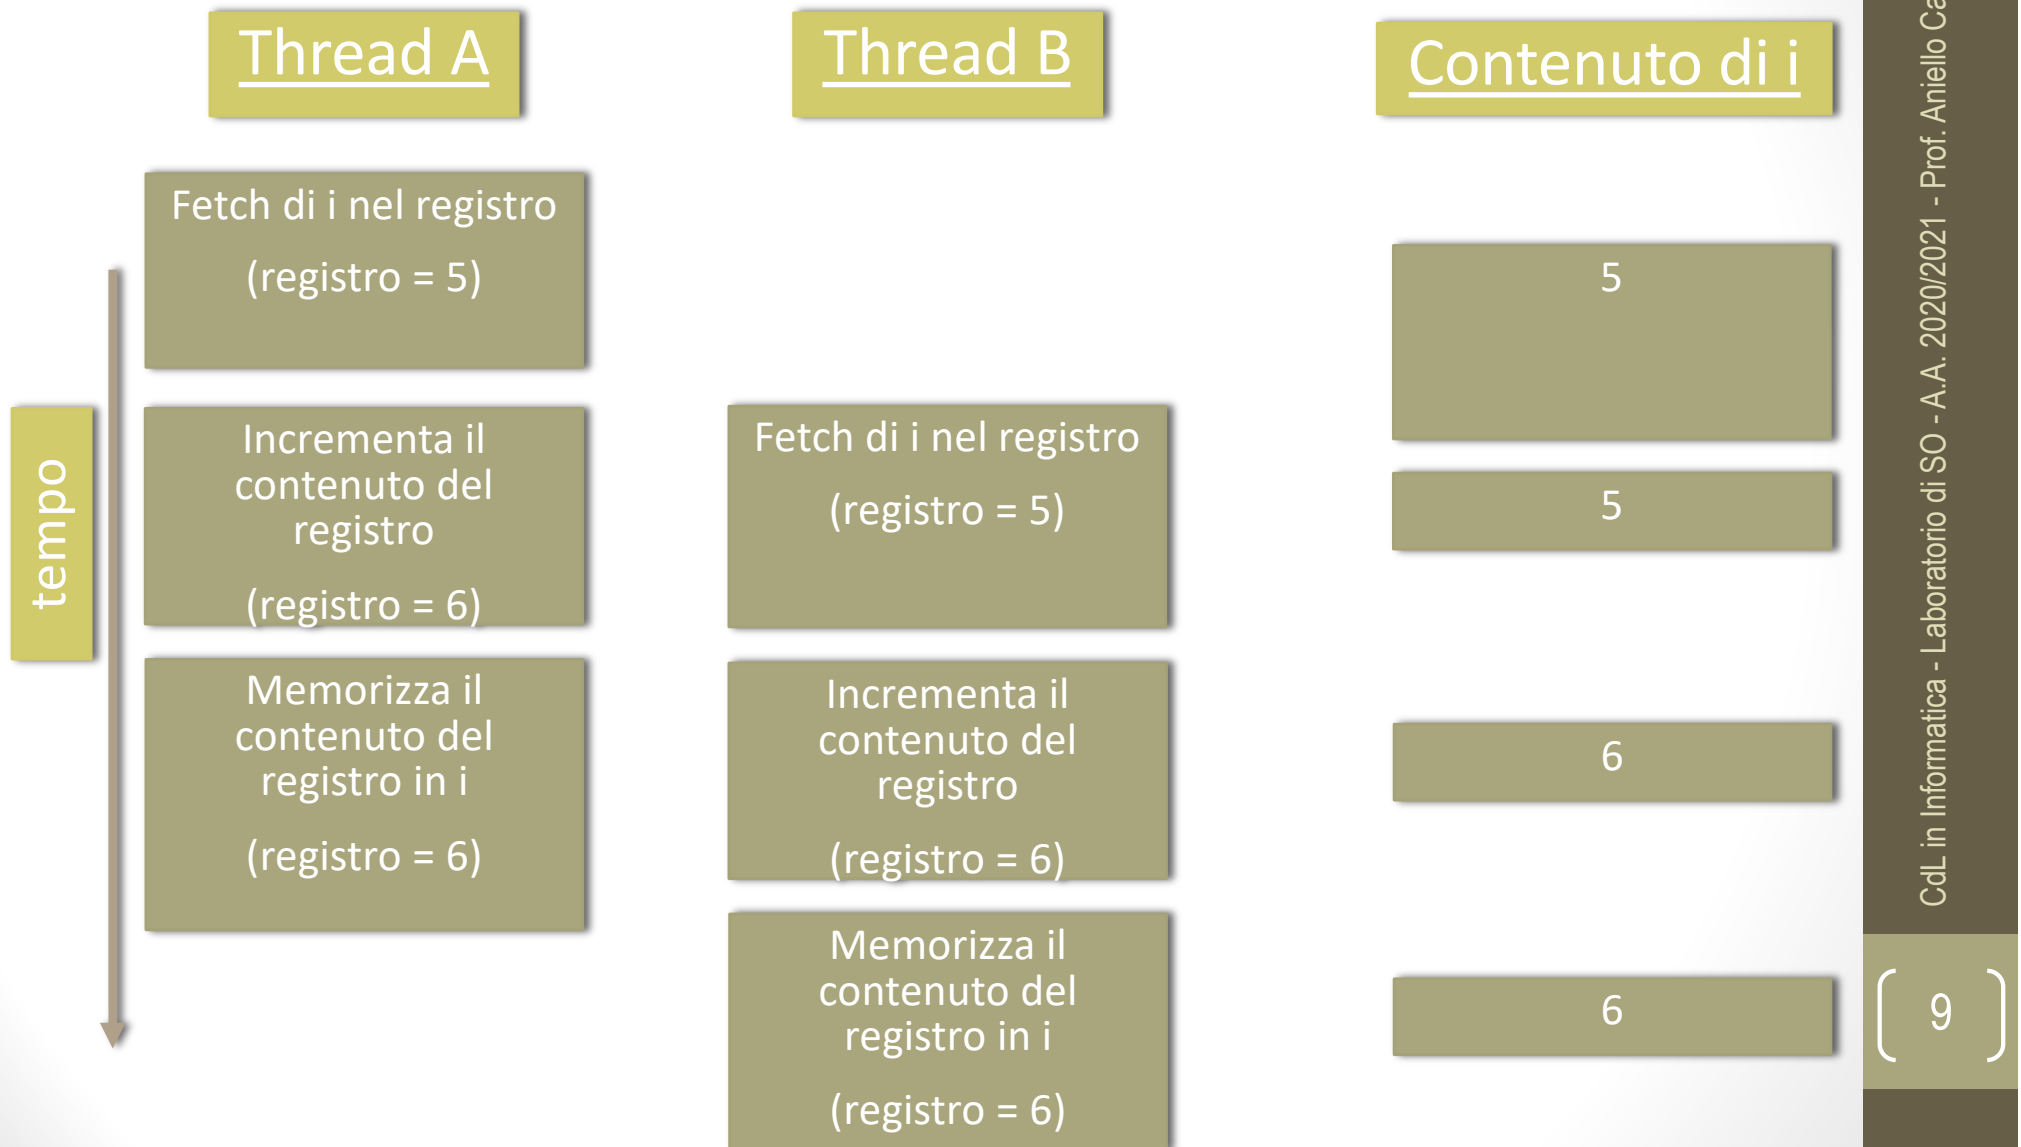 Thread A
Thread B
Contenuto di i
Fetch di i nel registro
(registro = 5)
5
tempo
Incrementa il
contenuto del
registro
(registro = 6)
Fetch di i nel registro
(registro = 5)
5
Memorizza il
contenuto del
registro in i
(registro = 6)
Incrementa il
contenuto del
registro
(registro = 6)
6
Memorizza il
contenuto del
registro in i
(registro = 6)
6
CdL in Informatica - Laboratorio di SO - A.A. 2020/2021 - Prof. Aniello
9